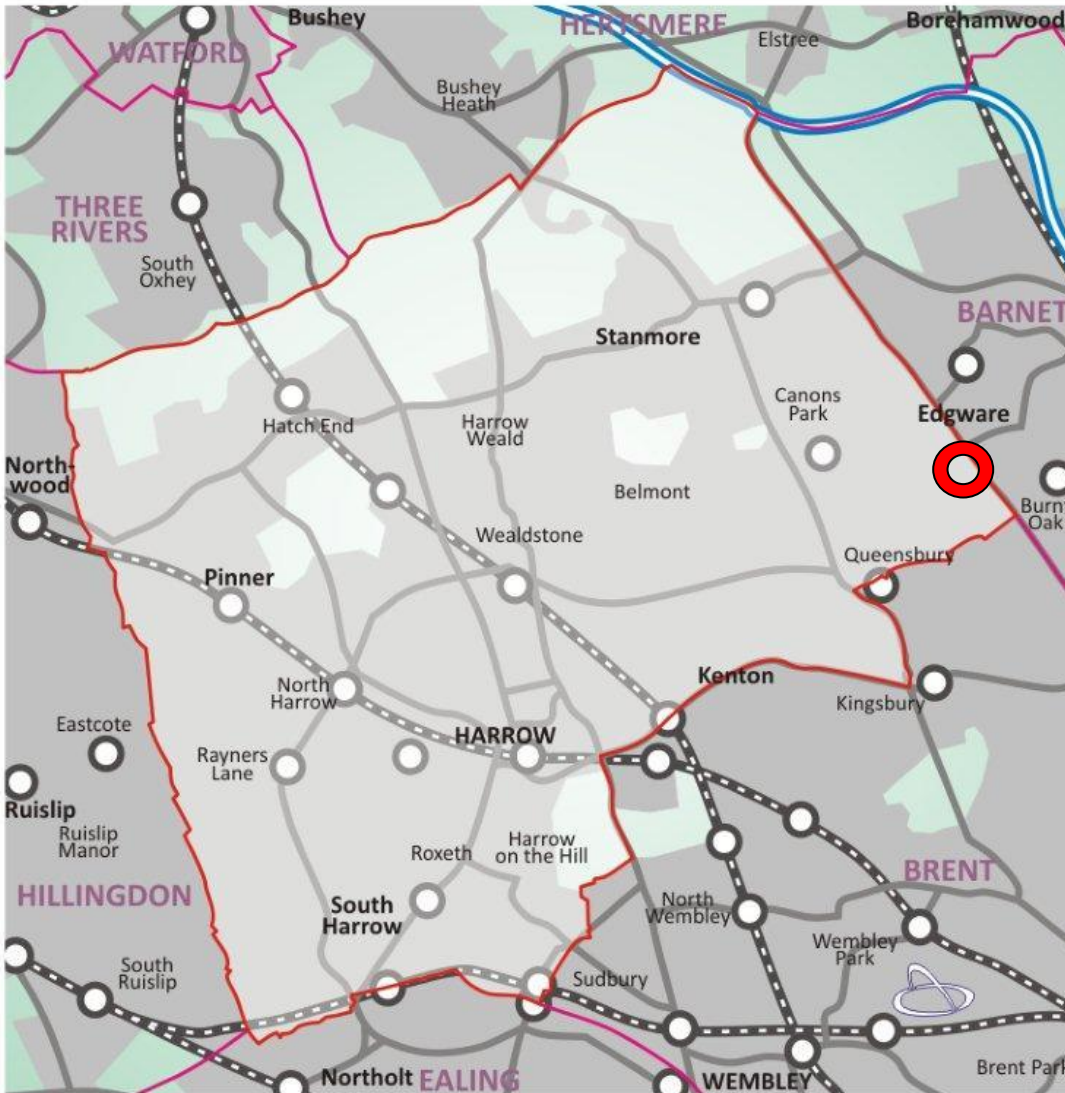 Bushey
HERTSMERE
Borehamwood
WATFORD
Elstree
Bushey
Heath
THREE
RIVERS
South
Oxhey
BARNET
Stanmore
Canons
Park
Edgware
Hatch End
Harrow
Weald
North-
wood
Belmont
Burnt
Oak
Wealdstone
Queensbury
Pinner
North
Harrow
Kenton
Kingsbury
Eastcote
HARROW
Rayners
Lane
Ruislip
Ruislip
Manor
Roxeth
Harrow
on the Hill
BRENT
HILLINGDON
South
Harrow
North
Wembley
Wembley
Park
South
Ruislip
Sudbury
Northolt
EALING
WEMBLEY
Brent Park